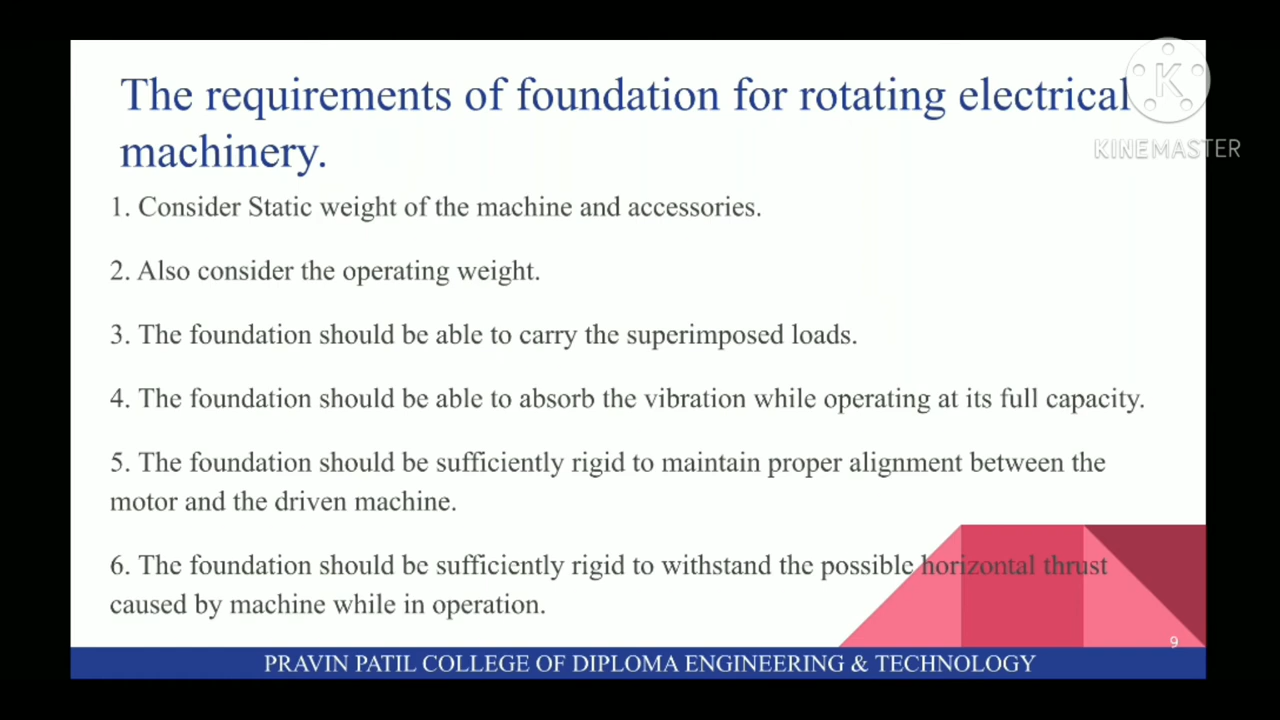 The requirements of foundation for rotating electrical
machinery.
K
KINEMASTER
1. Consider Static weight of the machine and accessories.
2. Also consider the operating weight.
3. The foundation should be able to carry the superimposed loads.
4. The foundation should be able to absorb the vibration while operating at its full capacity.
5. The foundation should be sufficiently rigid to maintain proper alignment between the
motor and the driven machine.
6. The foundation should be sufficiently rigid to withstand the possible horizontal thrust
caused by machine while in operation.
9
PRAVIN PATIL COLLEGE OF DIPLOMA ENGINEERING & TECHNOLOGY